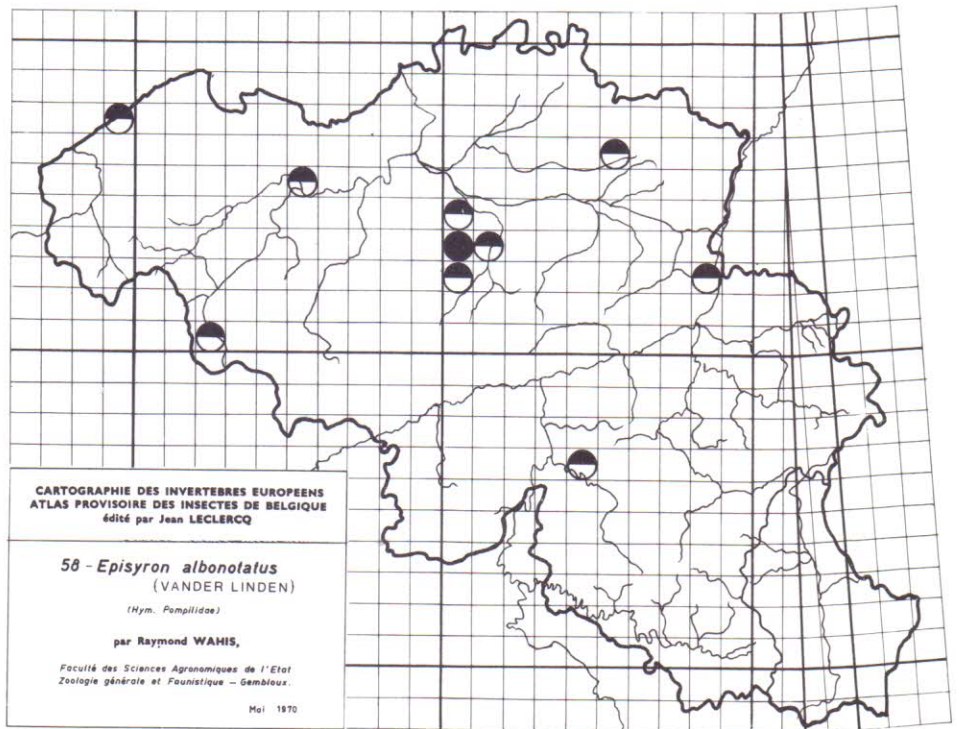 CARTOGRAPHIE DES INVERTEBRES EUROPEENS
ATLAS PROVISOIRE DES INSECTES DE BELGIQUE
édité par Jean LECLERCQ
58 - Episyron albonotatus
(VANDER LINDEN)
(Hym. Pompilidae)
par Raymond WAHIS,
Faculté des Sciences Agronomiques de l'Etat
Zoologie générale et Faunistique – Gembloux.
Mai 1970